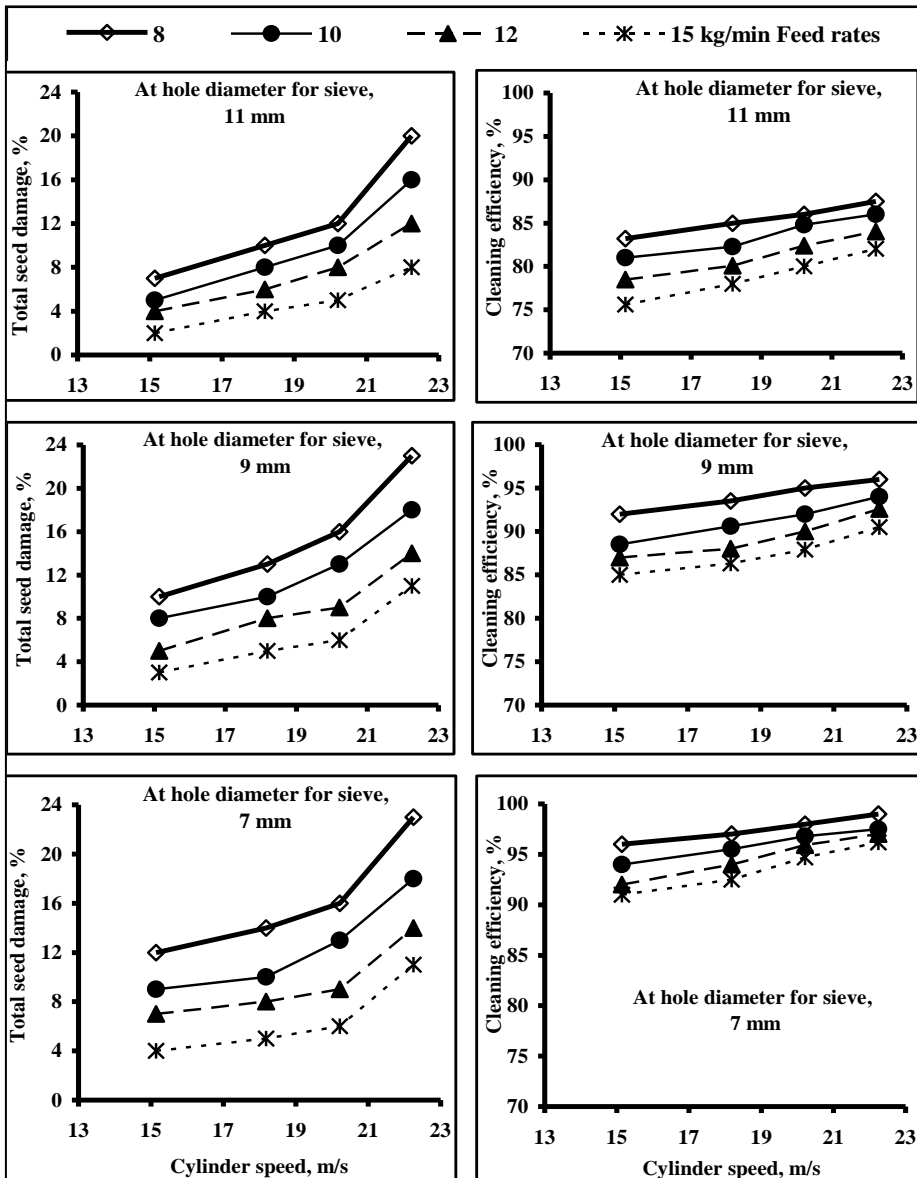 8 10 12 15 kg/min Feed rates
At hole diameter for sieve,
11 mm
Total seed damage, %
24
20
16
12
8
4
0
13 15 17 19 21 23
At hole diameter for sieve,
11 mm
Cleaning efficiency, %
100
95
90
85
80
75
70
13 15 17 19 21 23
At hole diameter for sieve,
9 mm
Total seed damage, %
24
20
16
12
8
4
0
13 15 17 19 21 23
At hole diameter for sieve,
9 mm
Cleaning efficiency, %
100
95
90
85
80
75
70
13 15 17 19 21 23
At hole diameter for sieve,
7 mm
Total seed damage, %
24
20
16
12
8
4
0
13 15 17 19 21 23
Cylinder speed, m/s
Cleaning efficiency, %
100
95
90
85
80
75
70
At hole diameter for sieve,
7 mm
13 15 17 19 21 23
Cylinder speed, m/s